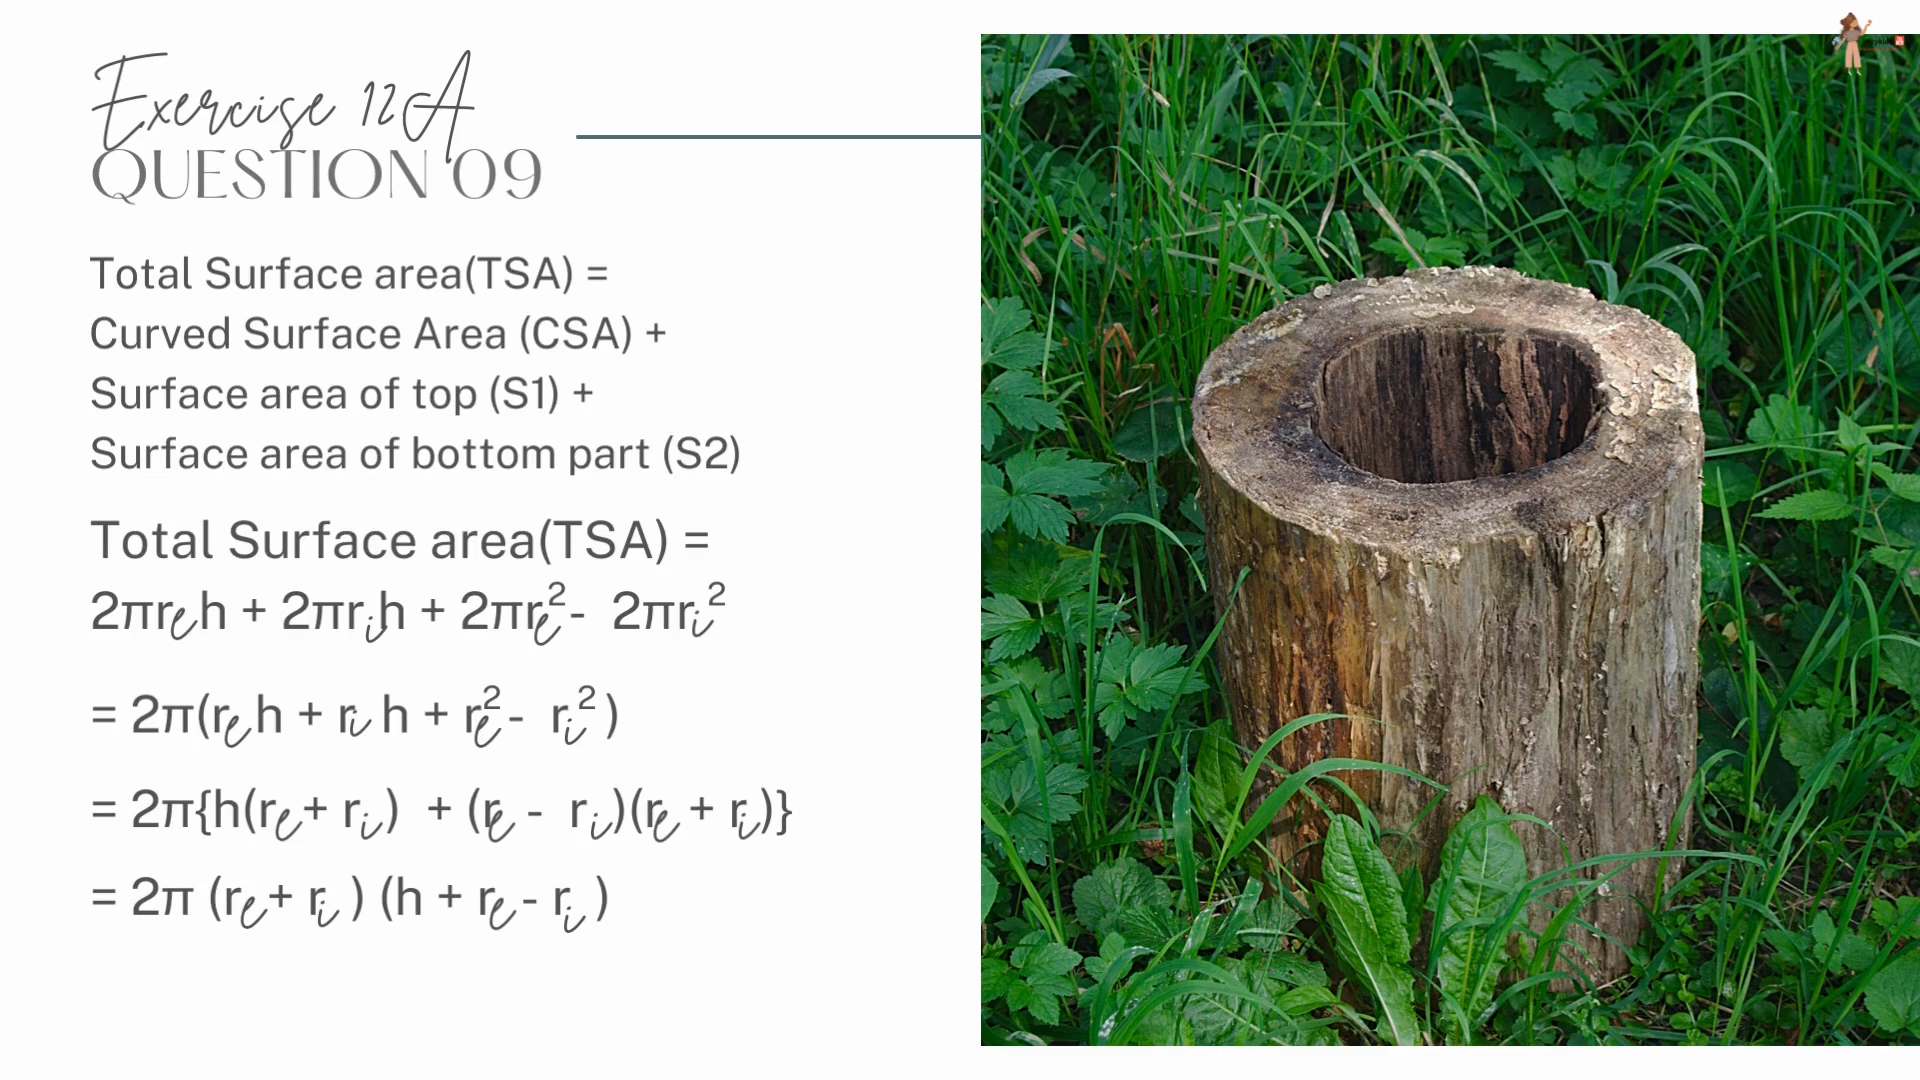 Exercise 12A
QUESTION 09
Total Surface area(TSA) =
Curved Surface Area (CSA) +
Surface area of top (S1) +
Surface area of bottom part (S2)
Total Surface area(TSA) =
2πrₑh + 2πrᵢh + 2πrₑ² - 2πrᵢ²
= 2π(rₑh + rᵢ h + rₑ² - rᵢ² )
= 2π{h(rₑ + rᵢ) + (rₑ - rᵢ)(rₑ + rᵢ)}
= 2π (rₑ + rᵢ ) (h + rₑ - rᵢ )